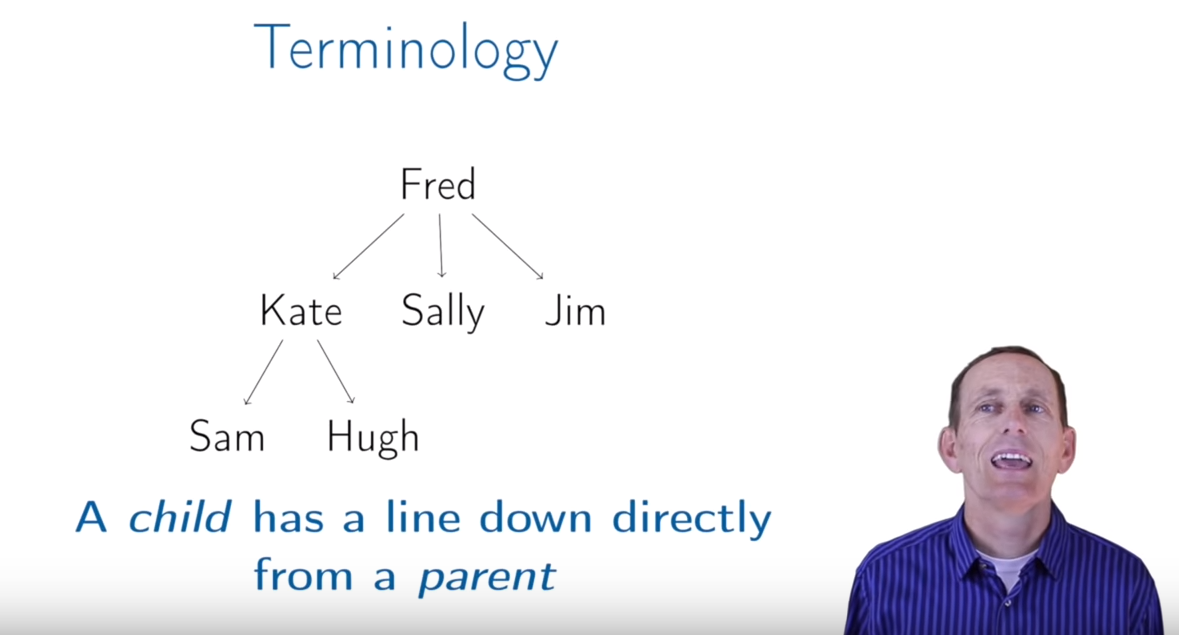 Terminology
Fred
Kate Sally Jim
Sam Hugh
A child has a line down directly
from a parent